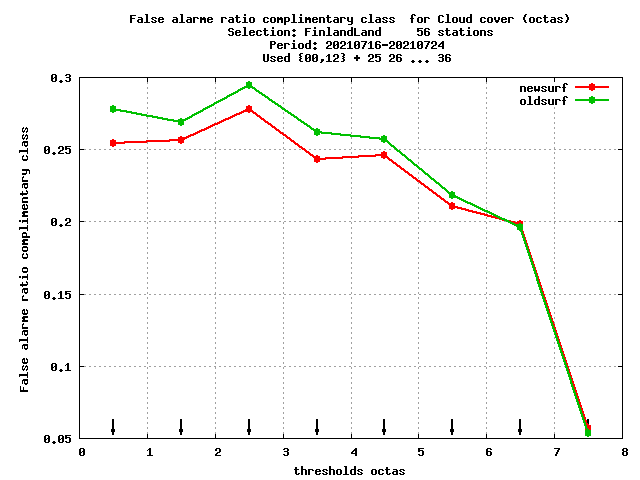 False alarme ratio complimentary class  for Cloud cover (octas)
Selection: FinlandLand     56 stations
Period: 20210716-20210724
Used {00,12} + 25 26 ... 36
newsurf
oldsurf
False alarme ratio complimentary class
0.3
0.25
0.2
0.15
0.1
0.05
0 1 2 3 4 5 6 7 8
thresholds octas